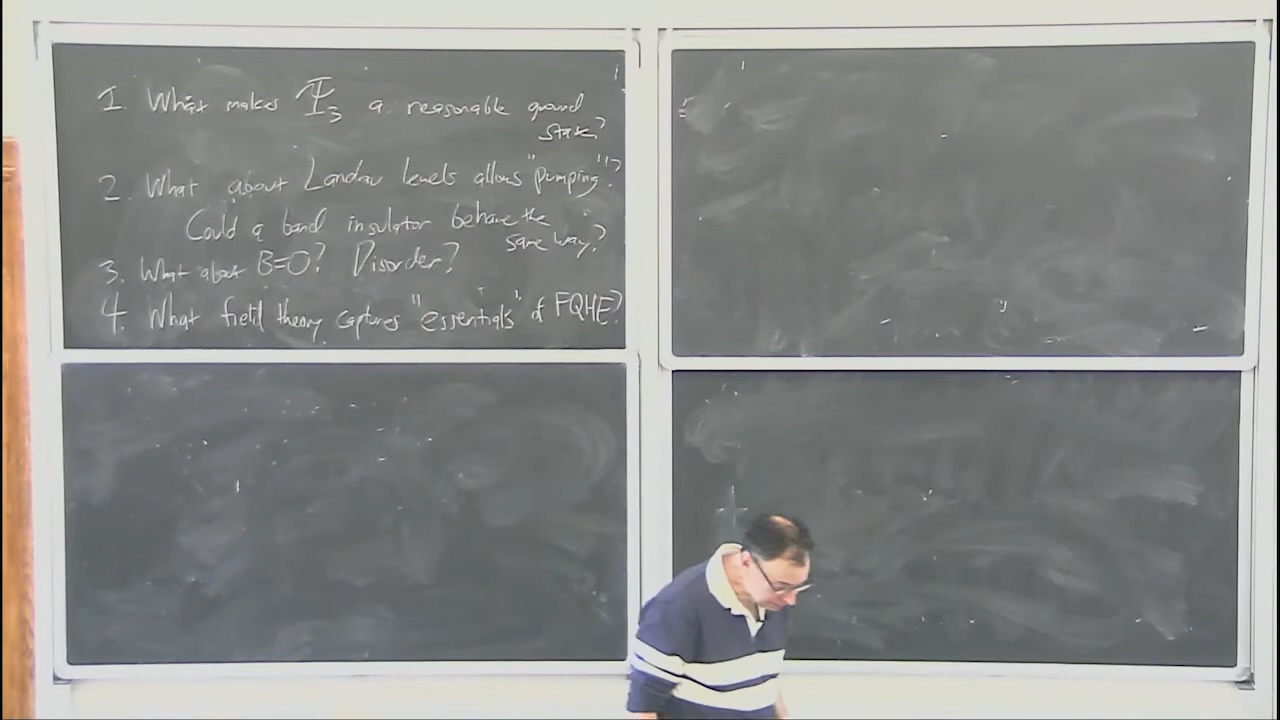 1. What makes Ψ₃ a reasonable ground
state?
2. What about Landau levels allows "pumping"?
Could a band insulator behave the
same way?
3. What about B=0? Disorder?
4. What field theory captures "essentials" of FQHE?